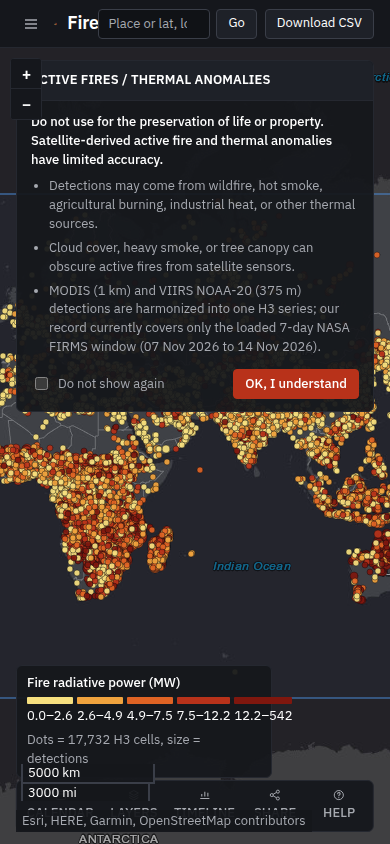 Fire
Place or lat, lo
Go
Download CSV
+
−
CTIVE FIRES / THERMAL ANOMALIES
Do not use for the preservation of life or property.
Satellite-derived active fire and thermal anomalies
have limited accuracy.
• Detections may come from wildfire, hot smoke,
agricultural burning, industrial heat, or other thermal
sources.
• Cloud cover, heavy smoke, or tree canopy can
obscure active fires from satellite sensors.
• MODIS (1 km) and VIIRS NOAA-20 (375 m)
detections are harmonized into one H3 series; our
record currently covers only the loaded 7-day NASA
FIRMS window (07 Nov 2026 to 14 Nov 2026).
Do not show again
OK, I understand
Indian Ocean
Fire radiative power (MW)
0.0–2.6 2.6–4.9 4.9–7.5 7.5–12.2 12.2–542
Dots = 17,732 H3 cells, size =
detections
5000 km
3000 mi
CALENDAR LAYERS TIMELINE SHARE HELP
Esri, HERE, Garmin, OpenStreetMap contributors
ANTARCTICA